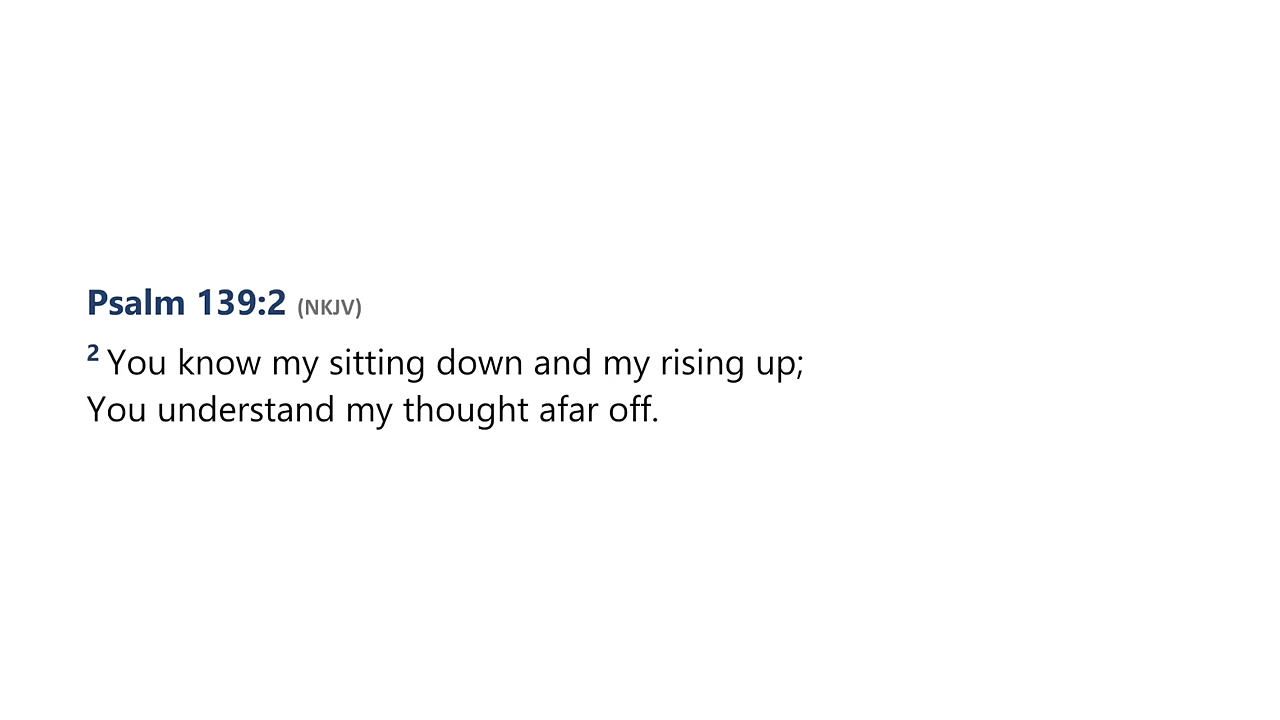 Psalm 139:2 (NKJV)
2 You know my sitting down and my rising up;
You understand my thought afar off.